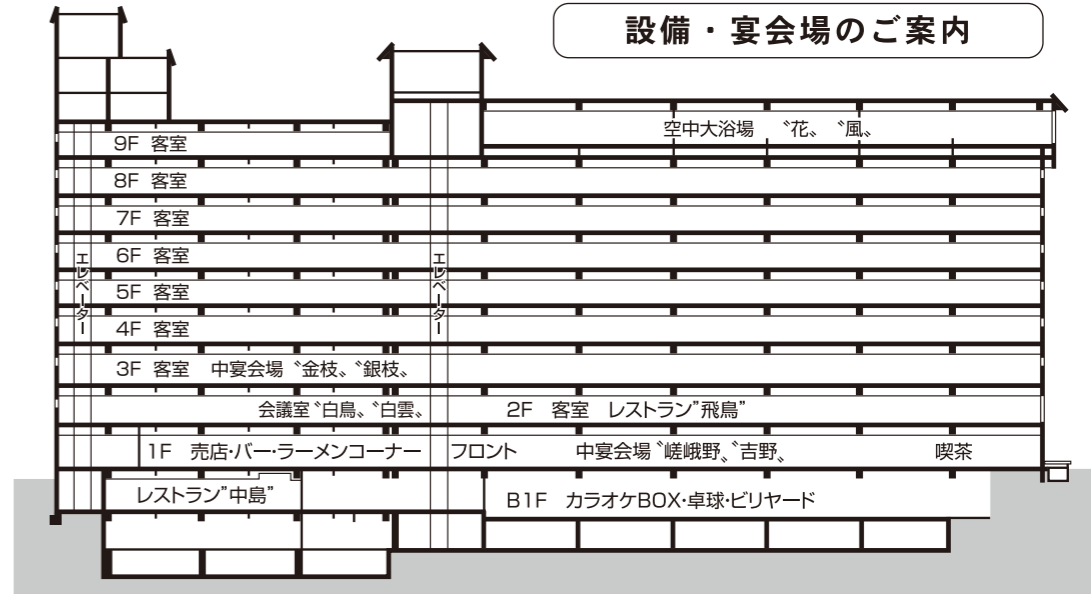 設備・宴会場のご案内
空中大浴場 〝花〟 〝風〟
9F 客室
8F 客室
7F 客室
6F 客室
5F 客室
4F 客室
3F 客室 中宴会場〝金枝〟〝銀枝〟
エレベーター
エレベーター
会議室〝白鳥〟〝白雲〟 2F 客室 レストラン”飛鳥”
1F 売店・バー・ラーメンコーナー フロント 中宴会場〝嵯峨野〟〝吉野〟 喫茶
レストラン”中島” B1F カラオケBOX・卓球・ビリヤード